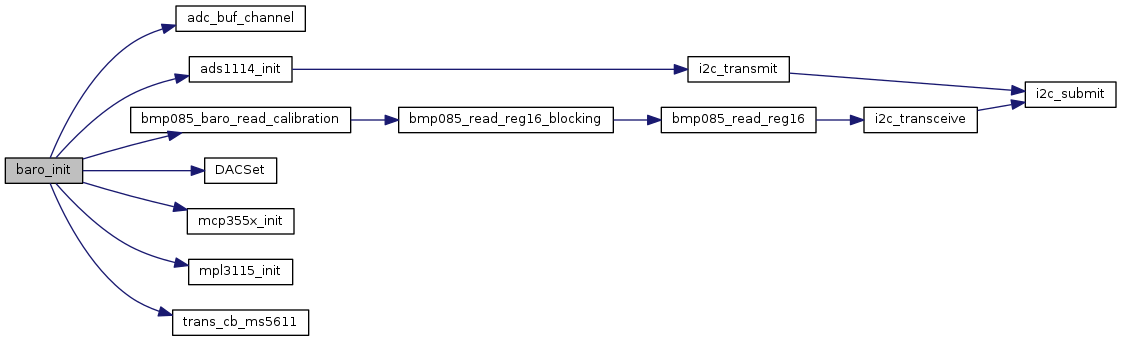 adc_buf_channel
ads1114_init
i2c_transmit
i2c_submit
bmp085_baro_read_calibration
bmp085_read_reg16_blocking
bmp085_read_reg16
i2c_transceive
baro_init
DACSet
mcp355x_init
mpl3115_init
trans_cb_ms5611